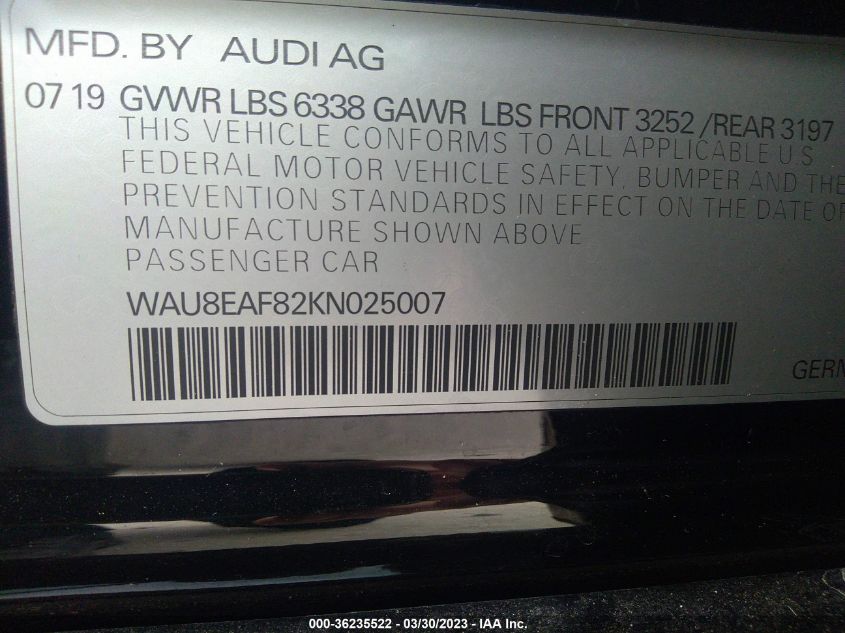 MFD. BY AUDI AG
07 19 GVWR LBS 6338 GAWR LBS FRONT 3252 /REAR 3197
THIS VEHICLE CONFORMS TO ALL APPLICABLE U.S
FEDERAL MOTOR VEHICLE SAFETY, BUMPER AND THE
PREVENTION STANDARDS IN EFFECT ON THE DATE OF
MANUFACTURE SHOWN ABOVE
PASSENGER CAR
WAU8EAF82KN025007
GERM
000-36235522 - 03/30/2023 - IAA Inc.